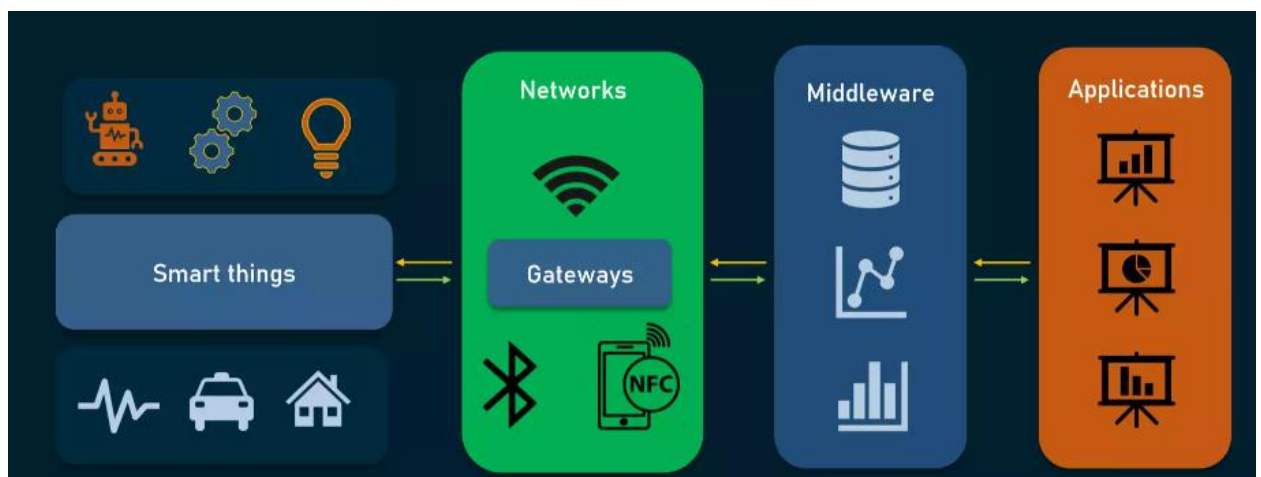 Smart things
Networks
Gateways
NFC
Middleware
Applications